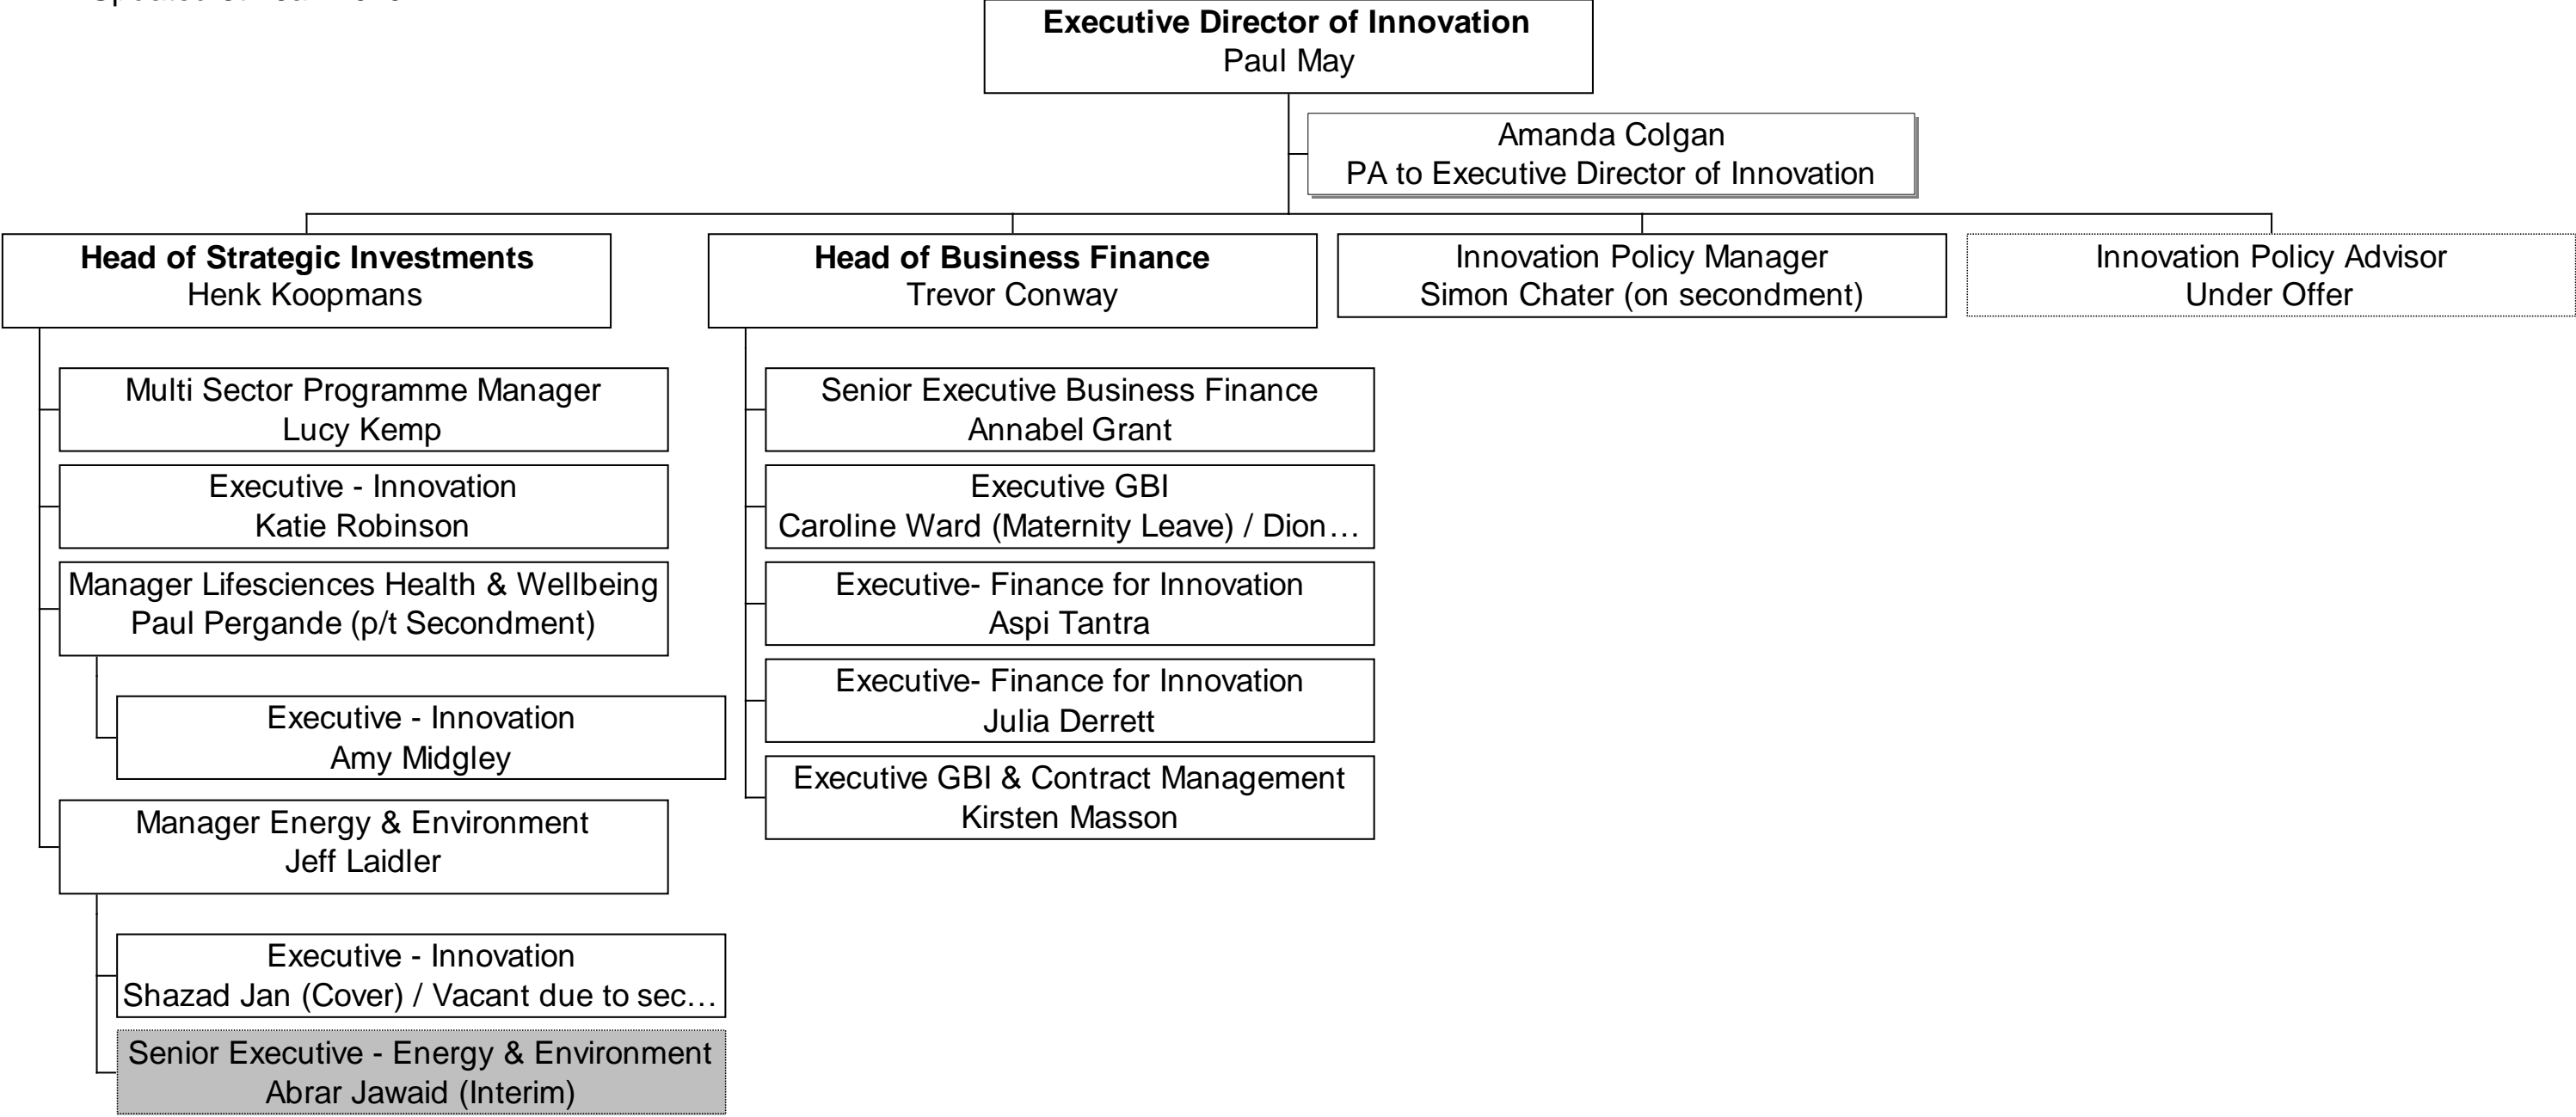 Executive Director of Innovation
Paul May
Amanda Colgan
PA to Executive Director of Innovation
Head of Strategic Investments
Henk Koopmans
Head of Business Finance
Trevor Conway
Innovation Policy Manager
Simon Chater (on secondment)
Innovation Policy Advisor
Under Offer
Multi Sector Programme Manager
Lucy Kemp
Executive - Innovation
Katie Robinson
Manager Lifesciences Health & Wellbeing
Paul Pergande (p/t Secondment)
Executive - Innovation
Amy Midgley
Manager Energy & Environment
Jeff Laidler
Executive - Innovation
Shazad Jan (Cover) / Vacant due to sec…
Senior Executive - Energy & Environment
Abrar Jawaid (Interim)
Senior Executive Business Finance
Annabel Grant
Executive GBI
Caroline Ward (Maternity Leave) / Dion…
Executive- Finance for Innovation
Aspi Tantra
Executive- Finance for Innovation
Julia Derrett
Executive GBI & Contract Management
Kirsten Masson